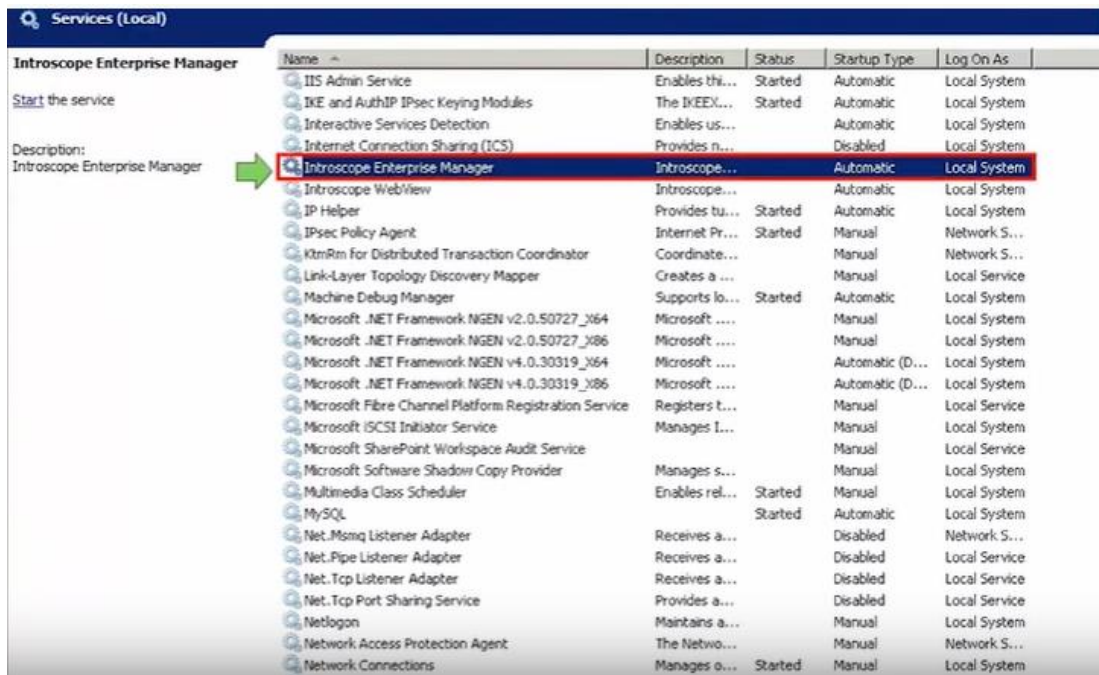 Services (Local)
Introscope Enterprise Manager
Start the service
Description:
Introscope Enterprise Manager
Name Description Status Startup Type Log On As
IIS Admin Service Enables thi... Started Automatic Local System
IKE and AuthIP IPsec Keying Modules The IKEEX... Started Automatic Local System
Interactive Services Detection Enables us... Automatic Local System
Internet Connection Sharing (ICS) Provides n... Disabled Local System
Introscope Enterprise Manager Introscope... Automatic Local System
Introscope WebView Introscope... Automatic Local System
IP Helper Provides tu... Started Automatic Local System
IPsec Policy Agent Internet Pr... Started Manual Network S...
KtmRm for Distributed Transaction Coordinator Coordinate... Manual Network S...
Link-Layer Topology Discovery Mapper Creates a ... Manual Local Service
Machine Debug Manager Supports lo... Started Automatic Local System
Microsoft .NET Framework NGEN v2.0.50727_X64 Microsoft .... Manual Local System
Microsoft .NET Framework NGEN v2.0.50727_X86 Microsoft .... Manual Local System
Microsoft .NET Framework NGEN v4.0.30319_X64 Microsoft .... Automatic (D... Local System
Microsoft .NET Framework NGEN v4.0.30319_X86 Microsoft .... Automatic (D... Local System
Microsoft Fibre Channel Platform Registration Service Registers t... Manual Local Service
Microsoft iSCSI Initiator Service Manages I... Manual Local System
Microsoft SharePoint Workspace Audit Service Manual Local Service
Microsoft Software Shadow Copy Provider Manages s... Manual Local System
Multimedia Class Scheduler Enables rel... Started Manual Local System
MySQL Started Automatic Local System
Net.Msmq Listener Adapter Receives a... Disabled Network S...
Net.Pipe Listener Adapter Receives a... Disabled Local Service
Net.Tcp Listener Adapter Receives a... Disabled Local Service
Net.Tcp Port Sharing Service Provides a... Disabled Local Service
Netlogon Maintains a... Manual Local System
Network Access Protection Agent The Netwo... Manual Network S...
Network Connections Manages o... Started Manual Local System